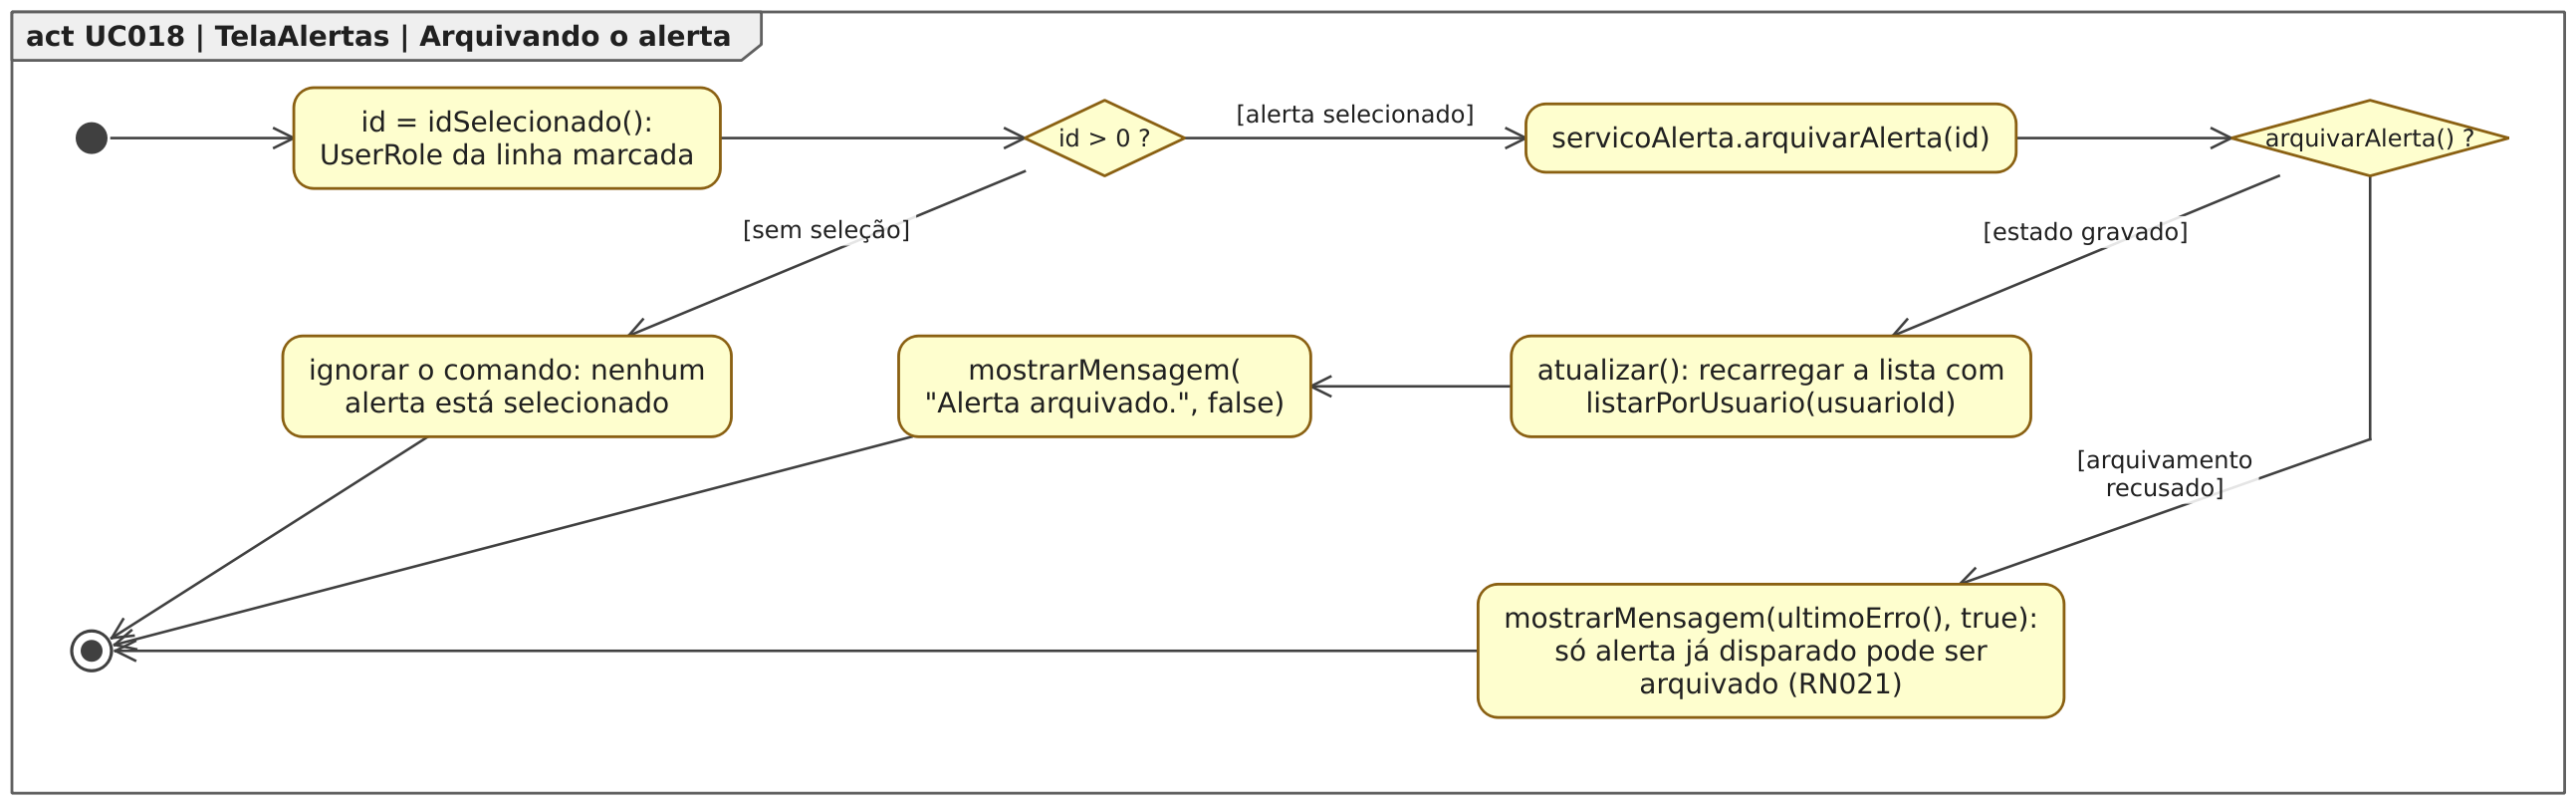 act UC018 | TelaAlertas | Arquivando o alerta
id = idSelecionado():
UserRole da linha marcada
id > 0 ?
[alerta selecionado]
servicoAlerta.arquivarAlerta(id)
arquivarAlerta() ?
[sem seleção]
[estado gravado]
ignorar o comando: nenhum
alerta está selecionado
mostrarMensagem(
"Alerta arquivado.", false)
atualizar(): recarregar a lista com
listarPorUsuario(usuarioId)
[arquivamento
recusado]
mostrarMensagem(ultimoErro(), true):
só alerta já disparado pode ser
arquivado (RN021)